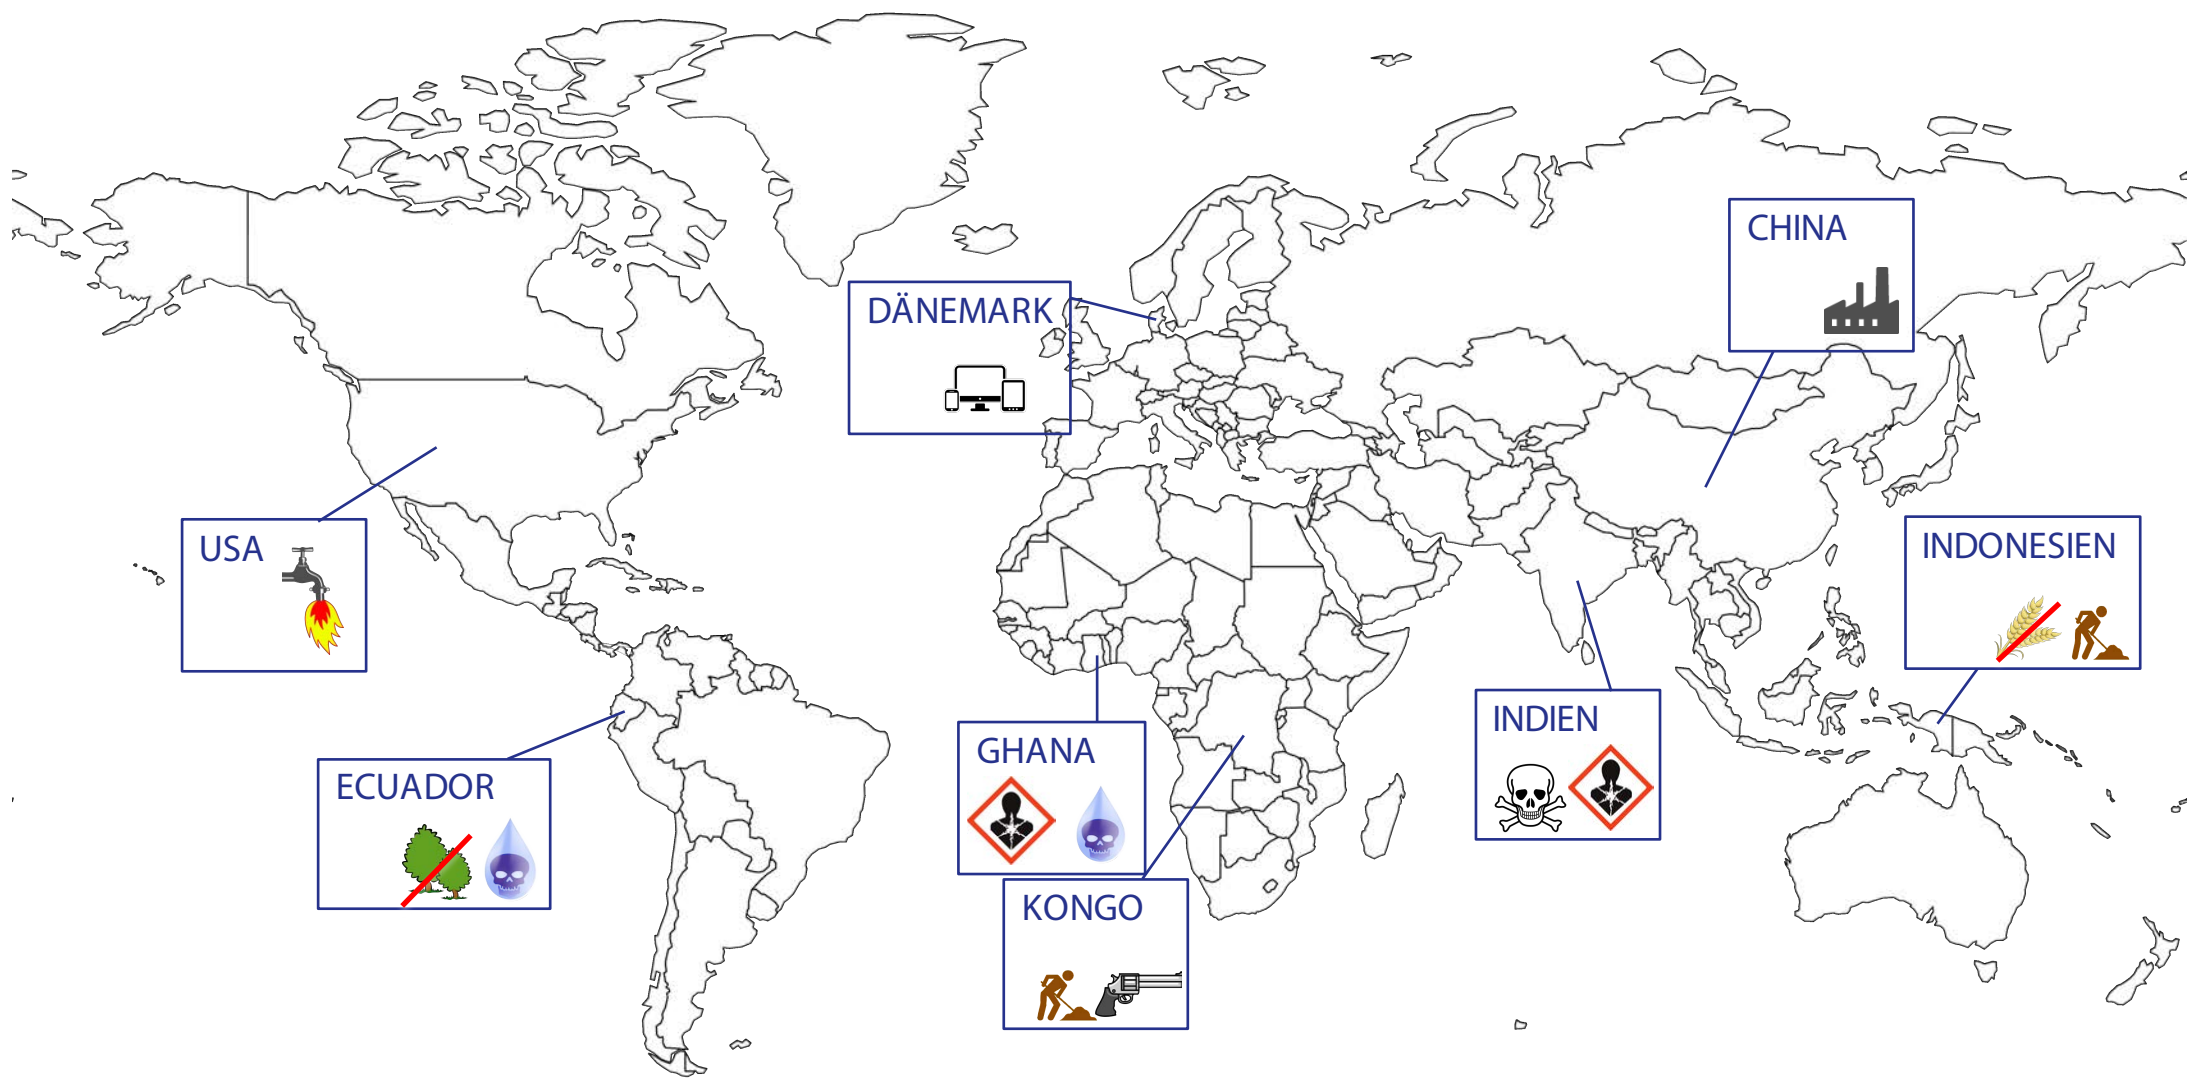 CHINA
DÄNEMARK
USA
INDONESIEN
INDIEN
GHANA
ECUADOR
KONGO